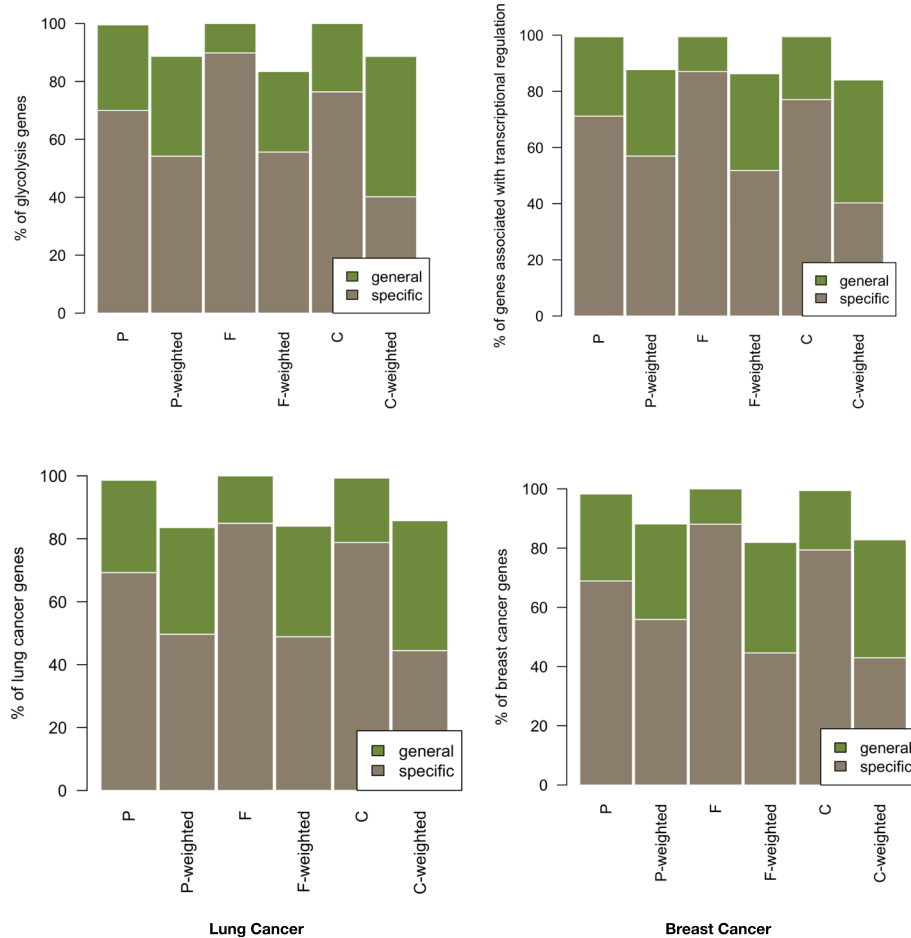 % of glycolysis genes
100
80
60
40
20
0
general
specific
P
P-weighted
F
F-weighted
C
C-weighted
% of genes associated with transcriptional regulation
100
80
60
40
20
0
general
specific
P
P-weighted
F
F-weighted
C
C-weighted
% of lung cancer genes
100
80
60
40
20
0
general
specific
P
P-weighted
F
F-weighted
C
C-weighted
Lung Cancer
% of breast cancer genes
100
80
60
40
20
0
general
specific
P
P-weighted
F
F-weighted
C
C-weighted
Breast Cancer